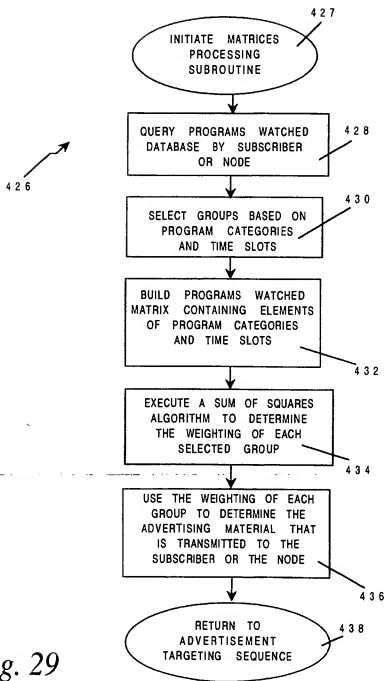 427
INITIATE MATRICES
PROCESSING
SUBROUTINE
QUERY PROGRAMS WATCHED
DATABASE BY SUBSCRIBER
OR NODE
428
426
SELECT GROUPS BASED ON
PROGRAM CATEGORIES
AND TIME SLOTS
430
BUILD PROGRAMS WATCHED
MATRIX CONTAINING ELEMENTS
OF PROGRAM CATEGORIES
AND TIME SLOTS
432
EXECUTE A SUM OF SQUARES
ALGORITHM TO DETERMINE
THE WEIGHTING OF EACH
SELECTED GROUP
434
USE THE WEIGHTING OF EACH
GROUP TO DETERMINE THE
ADVERTISING MATERIAL THAT
IS TRANSMITTED TO THE
SUBSCRIBER OR THE NODE
436
RETURN TO
ADVERTISEMENT
TARGETING SEQUENCE
438
g. 29